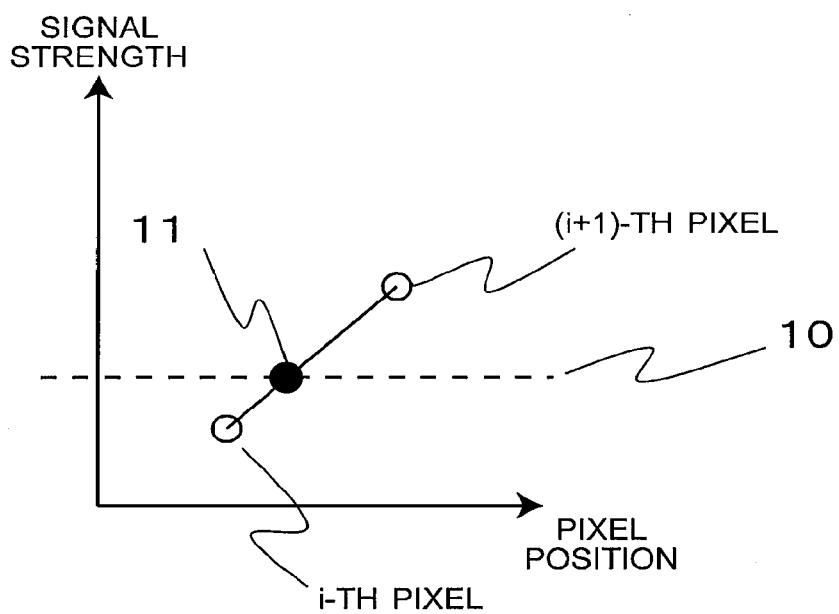 SIGNAL
STRENGTH
11
(i+1)-TH PIXEL
10
PIXEL
POSITION
i-TH PIXEL